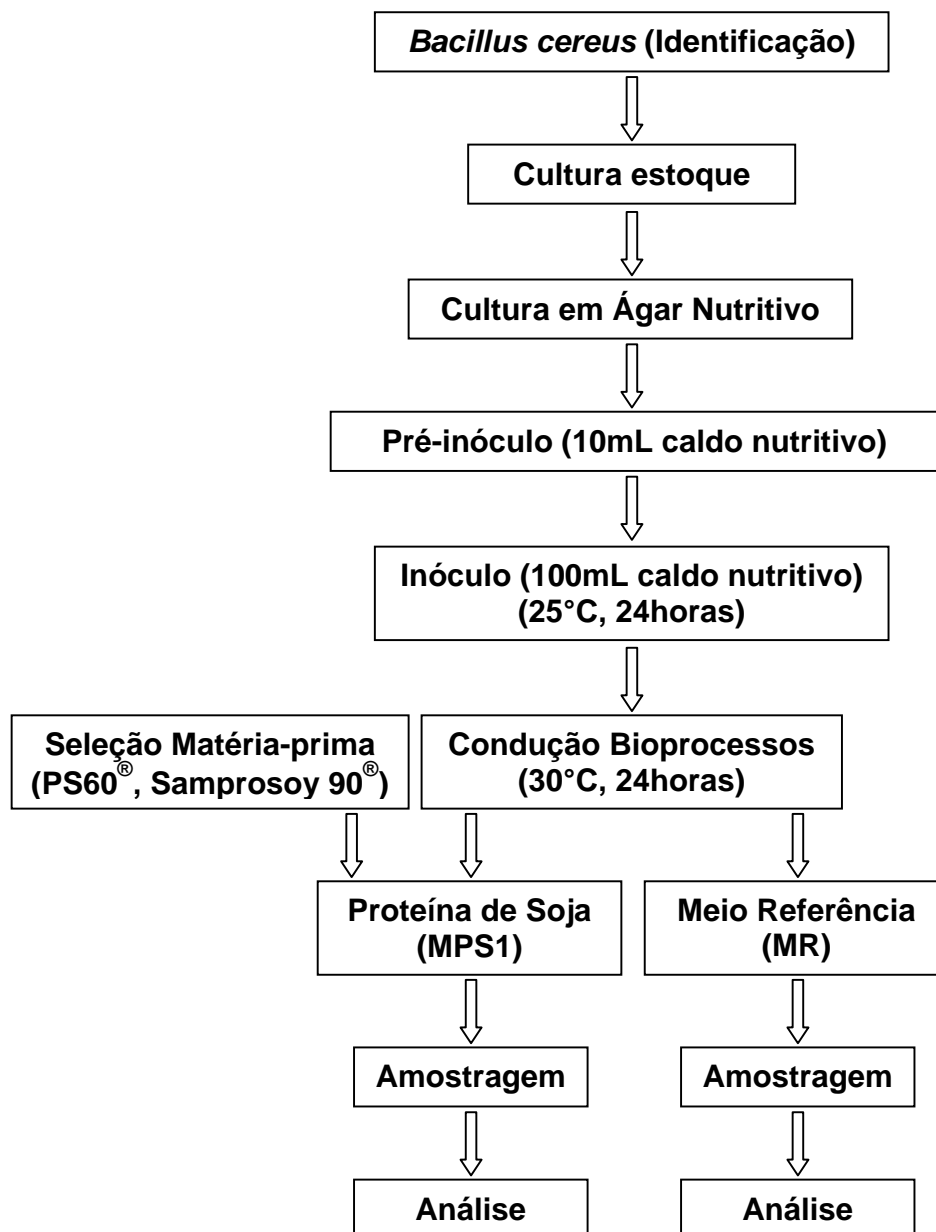 Bacillus cereus (Identificação)
Cultura estoque
Cultura em Ágar Nutritivo
Pré-inóculo (10mL caldo nutritivo)
Inóculo (100mL caldo nutritivo)
(25°C, 24horas)
Seleção Matéria-prima
(PS60®, Samprosoy 90®)
Condução Bioprocessos
(30°C, 24horas)
Proteína de Soja
(MPS1)
Meio Referência
(MR)
Amostragem
Amostragem
Análise
Análise